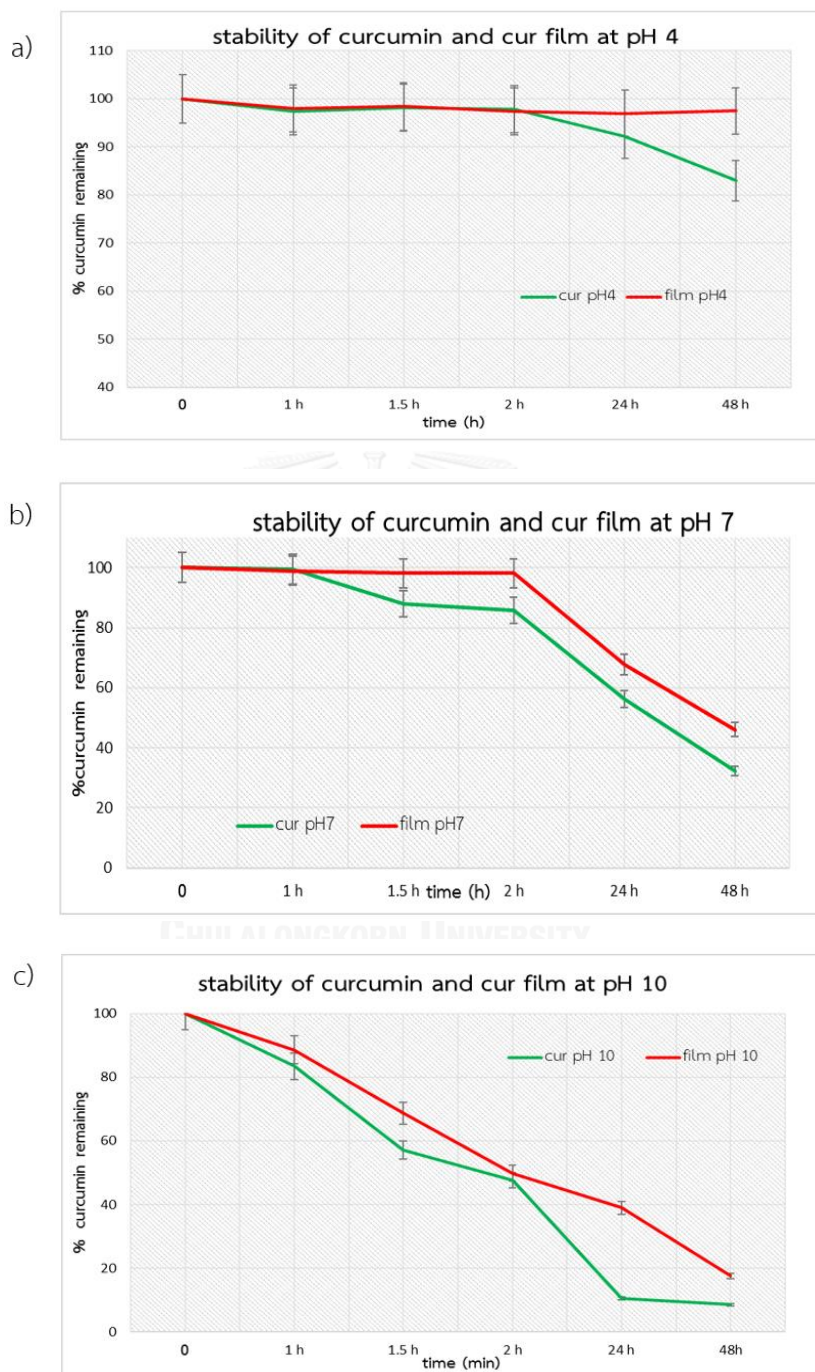 a)
stability of curcumin and cur film at pH 4
% curcumin remaining
110
100
90
80
70
60
50
40
cur pH4 film pH4
0 1 h 1.5 h 2 h 24 h 48h
time (h)
b)
stability of curcumin and cur film at pH 7
%curcumin remaining
100
80
60
40
20
0
cur pH7 film pH7
0 1 h 1.5 h time (h) 2 h 24 h 48h
CHULALONGKORN UNIVERSITY
c)
stability of curcumin and cur film at pH 10
% curcumin remaining
100
80
60
40
20
0
cur pH 10 film pH 10
0 1 h 1.5 h 2 h 24 h 48h
time (min)